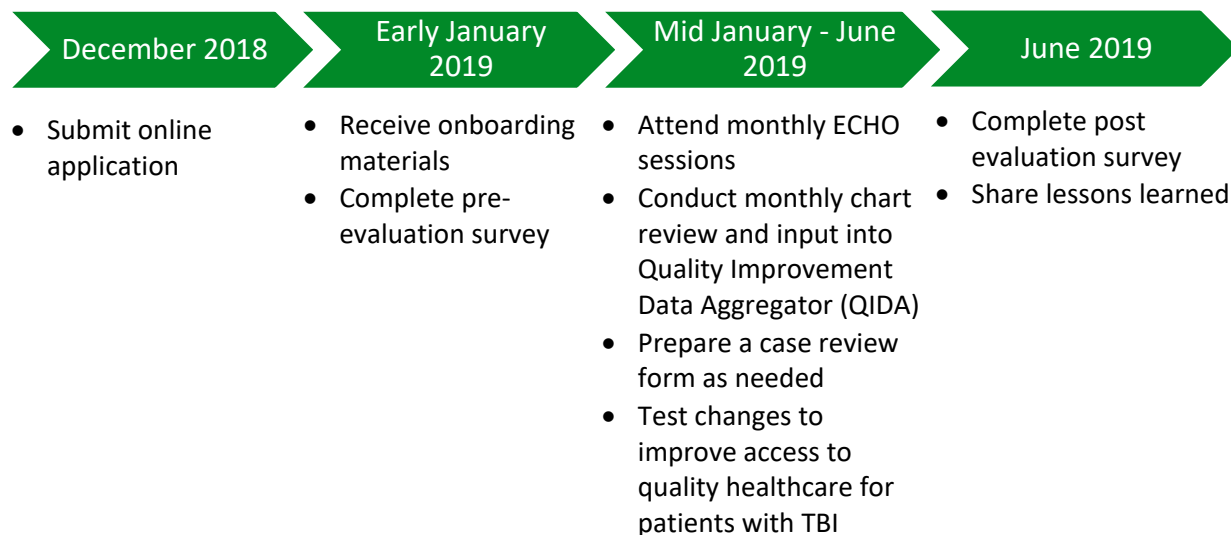 December 2018
Early January
2019
Mid January - June
2019
June 2019
• Submit online
application
• Receive onboarding
materials
• Complete pre-
evaluation survey
• Attend monthly ECHO
sessions
• Conduct monthly chart
review and input into
Quality Improvement
Data Aggregator (QIDA)
• Prepare a case review
form as needed
• Test changes to
improve access to
quality healthcare for
patients with TBI
• Complete post
evaluation survey
• Share lessons learned